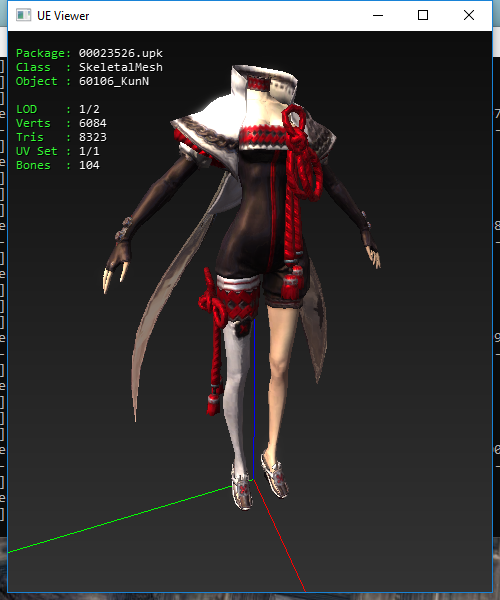 UE Viewer
Package: 00023526.upk
Class  : SkeletalMesh
Object : 60106_KunN
LOD    : 1/2
Verts  : 6084
Tris   : 8323
UV Set : 1/1
Bones  : 104